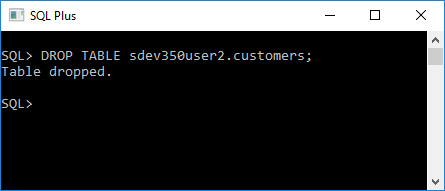 SQL Plus
SQL> DROP TABLE sdev350user2.customers;
Table dropped.
SQL>